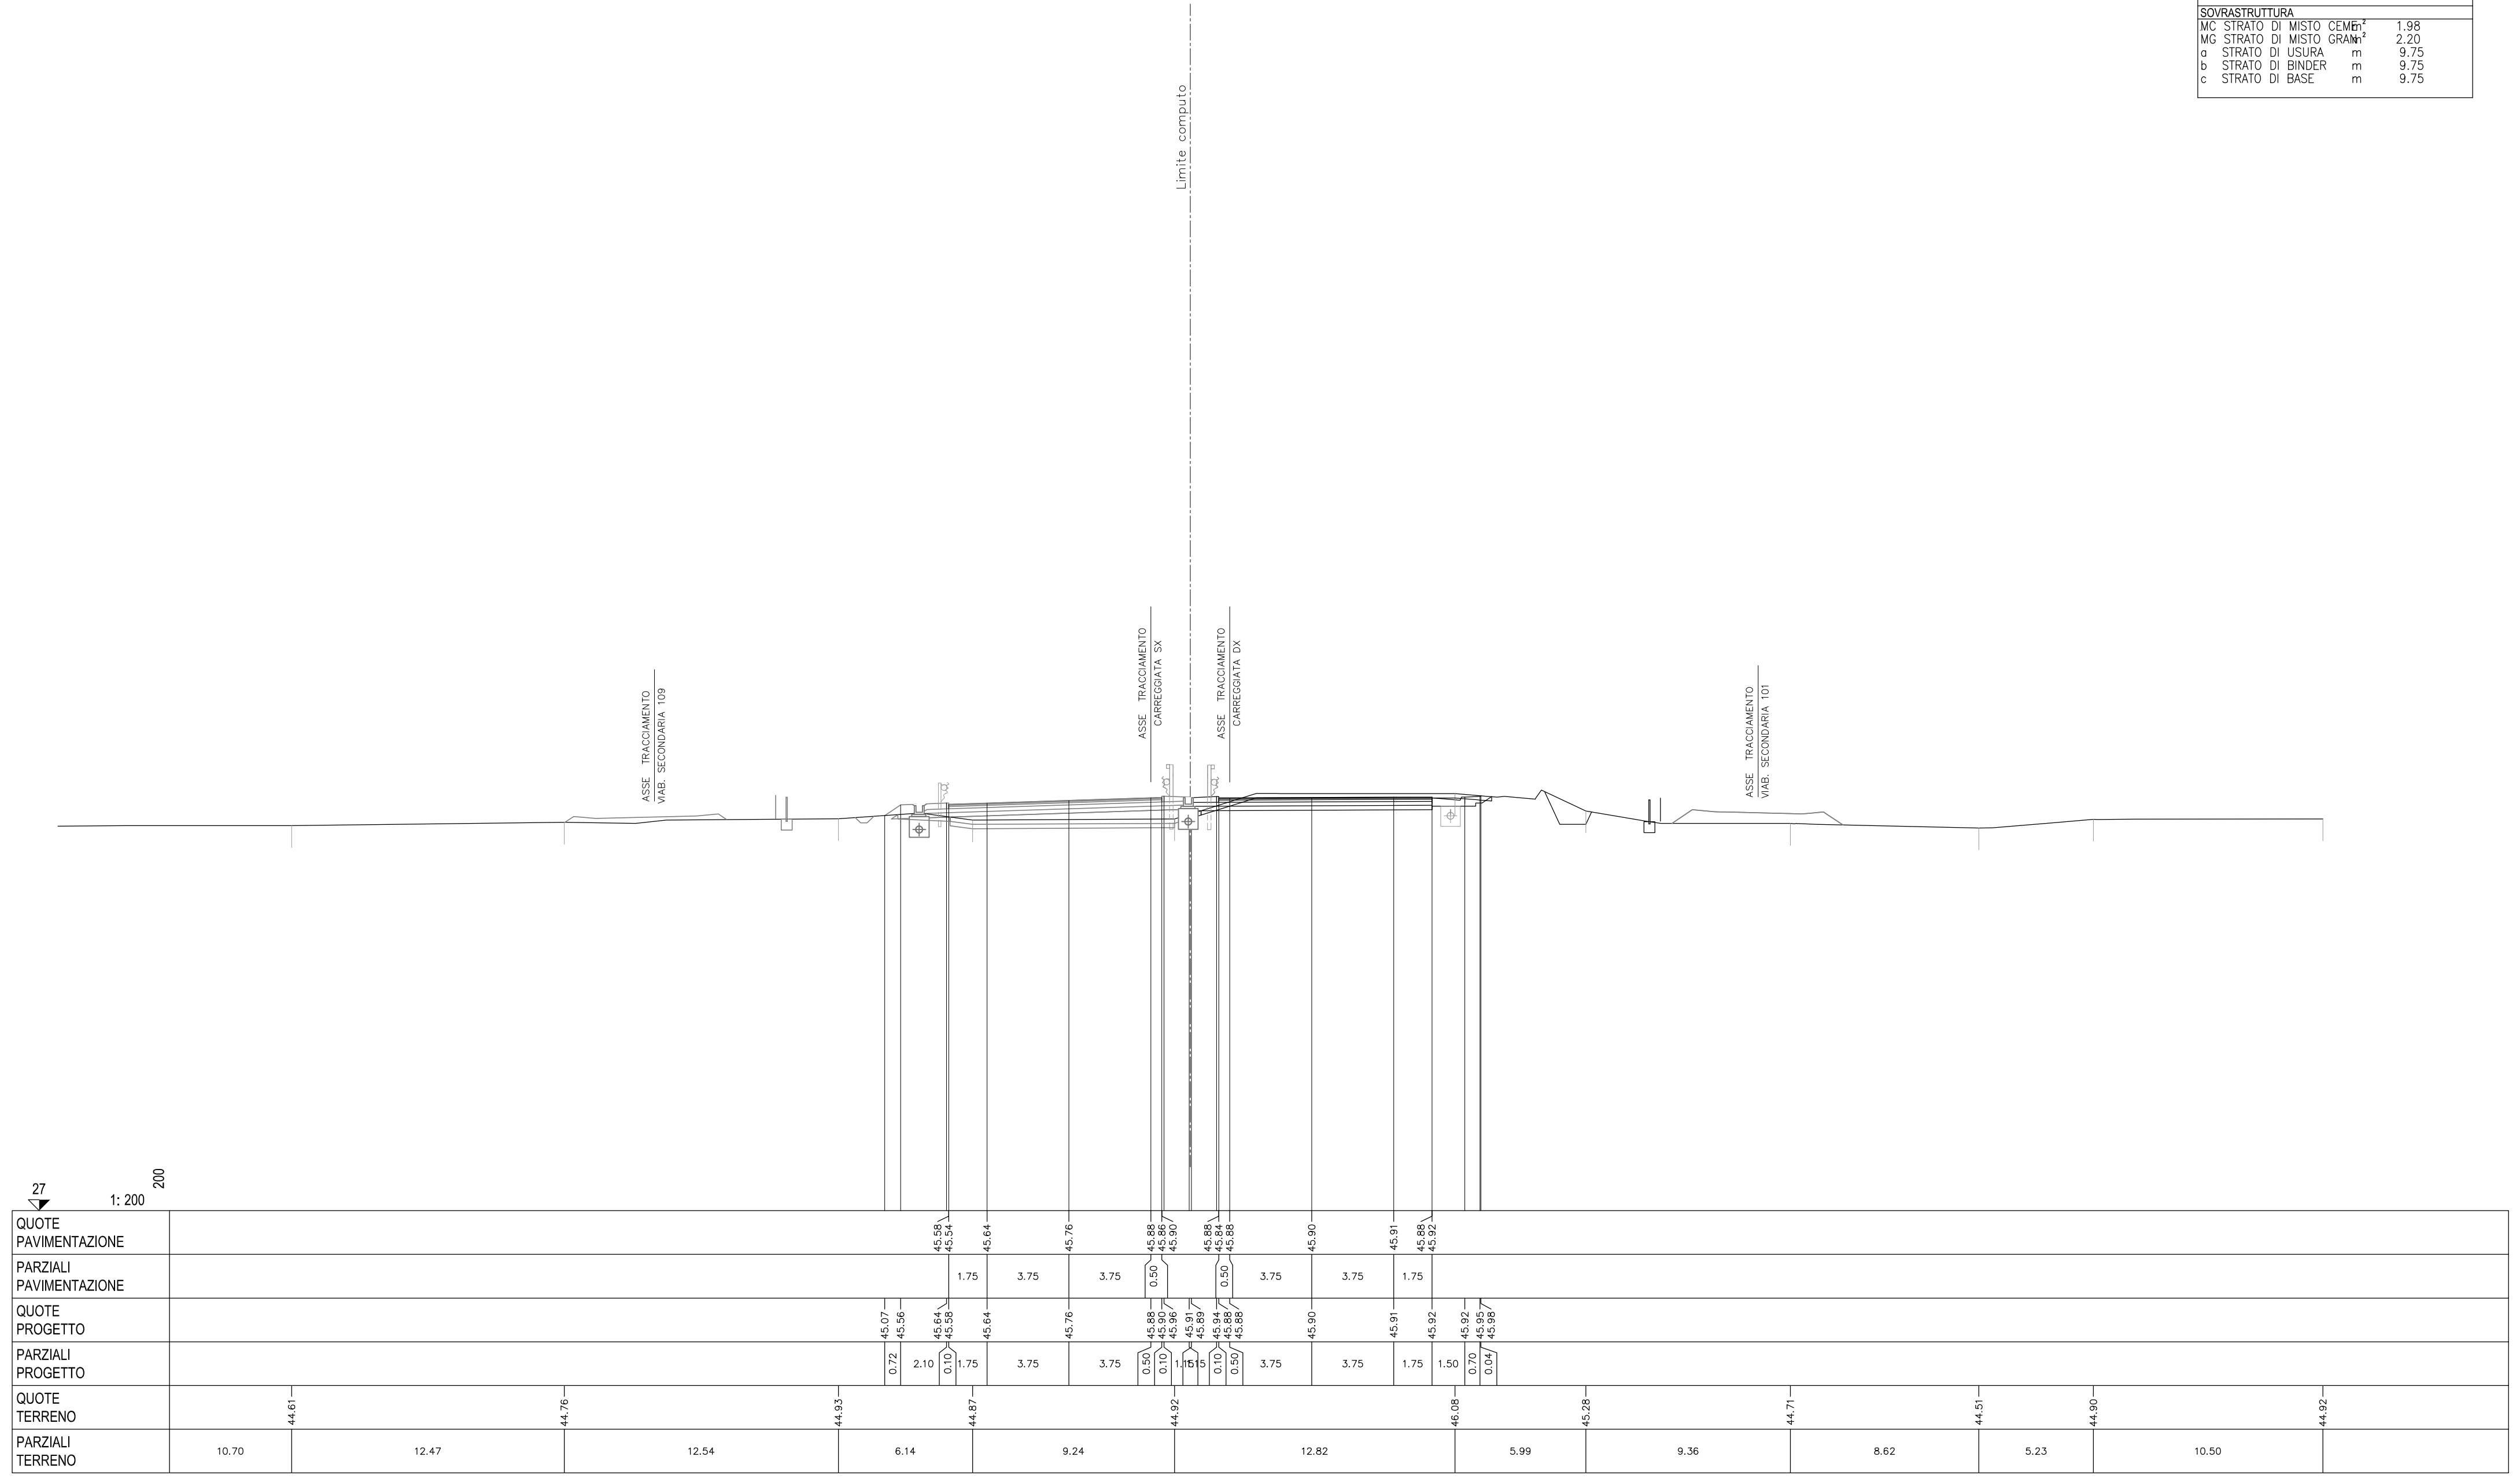 SOVRASTRUTTURA
MC STRATO DI MISTO CEME m² 1.98
MG STRATO DI MISTO GRAN m² 2.20
a STRATO DI USURA m 9.75
b STRATO DI BINDER m 9.75
c STRATO DI BASE m 9.75
Limite computo
ASSE TRACCIAMENTO
VIAB. SECONDARIA 109
ASSE TRACCIAMENTO
CARREGGIATA SX
ASSE TRACCIAMENTO
CARREGGIATA DX
ASSE TRACCIAMENTO
VIAB. SECONDARIA 101
27
1: 200
200
QUOTE
PAVIMENTAZIONE
45.58 45.54 45.64 45.76 45.88 45.86 45.90 45.88 45.84 45.88 45.90 45.91 45.88 45.92
PARZIALI
PAVIMENTAZIONE
1.75 3.75 3.75 0.50 0.50 3.75 3.75 1.75
QUOTE
PROGETTO
45.07 45.56 45.64 45.58 45.64 45.76 45.88 45.90 45.96 45.91 45.89 45.94 45.88 45.88 45.90 45.91 45.92 45.92 45.95 45.98
PARZIALI
PROGETTO
0.72 2.10 0.10 1.75 3.75 3.75 0.50 0.10 1.15 1.15 0.10 0.50 3.75 3.75 1.75 1.50 0.70 0.04
QUOTE
TERRENO
44.61 44.76 44.93 44.87 44.92 46.08 45.28 44.71 44.51 44.90 44.92
PARZIALI
TERRENO
10.70 12.47 12.54 6.14 9.24 12.82 5.99 9.36 8.62 5.23 10.50